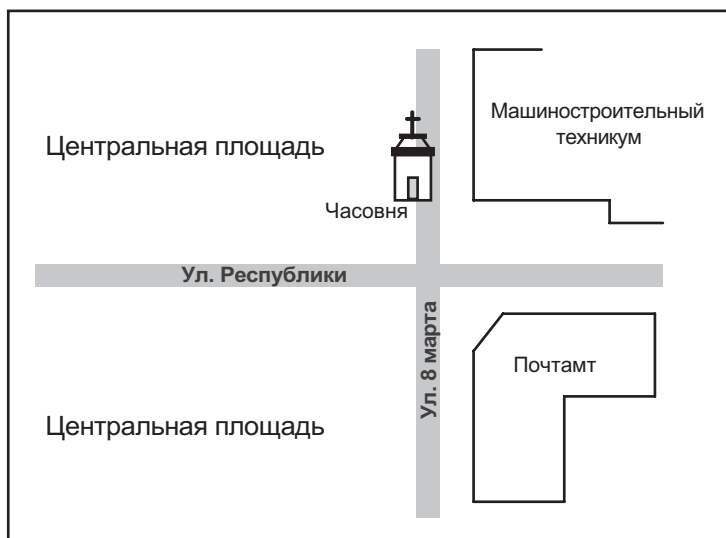 Машиностроительный
техникум
Центральная площадь
Часовня
Ул. Республики
Ул. 8 марта
Почтамт
Центральная площадь